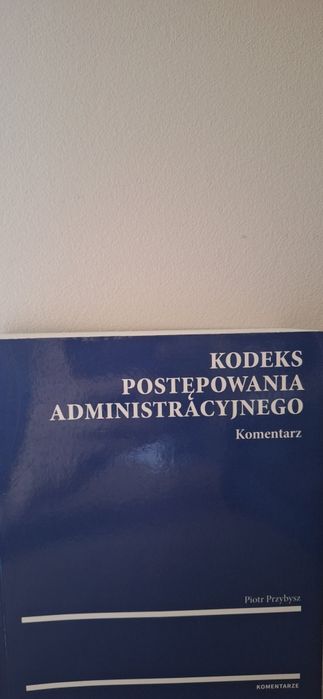 KODEKS
POSTĘPOWANIA
ADMINISTRACYJNEGO
Komentarz
Piotr Przybysz
KOMENTARZE